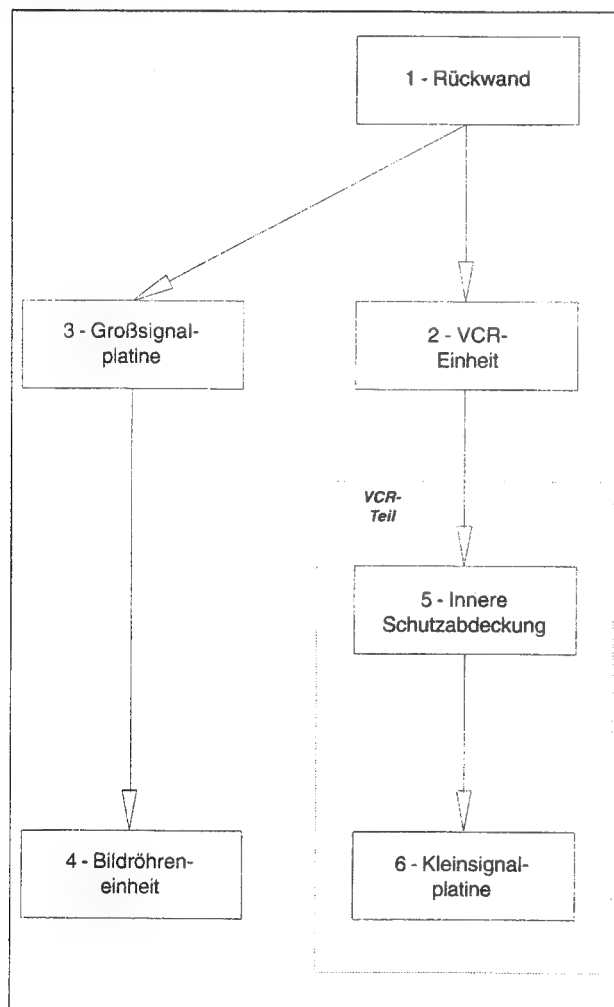 1 - Rückwand
3 - Großsignal-
platine
2 - VCR-
Einheit
VCR-
Teil
5 - Innere
Schutzabdeckung
4 - Bildröhren-
einheit
6 - Kleinsignal-
platine